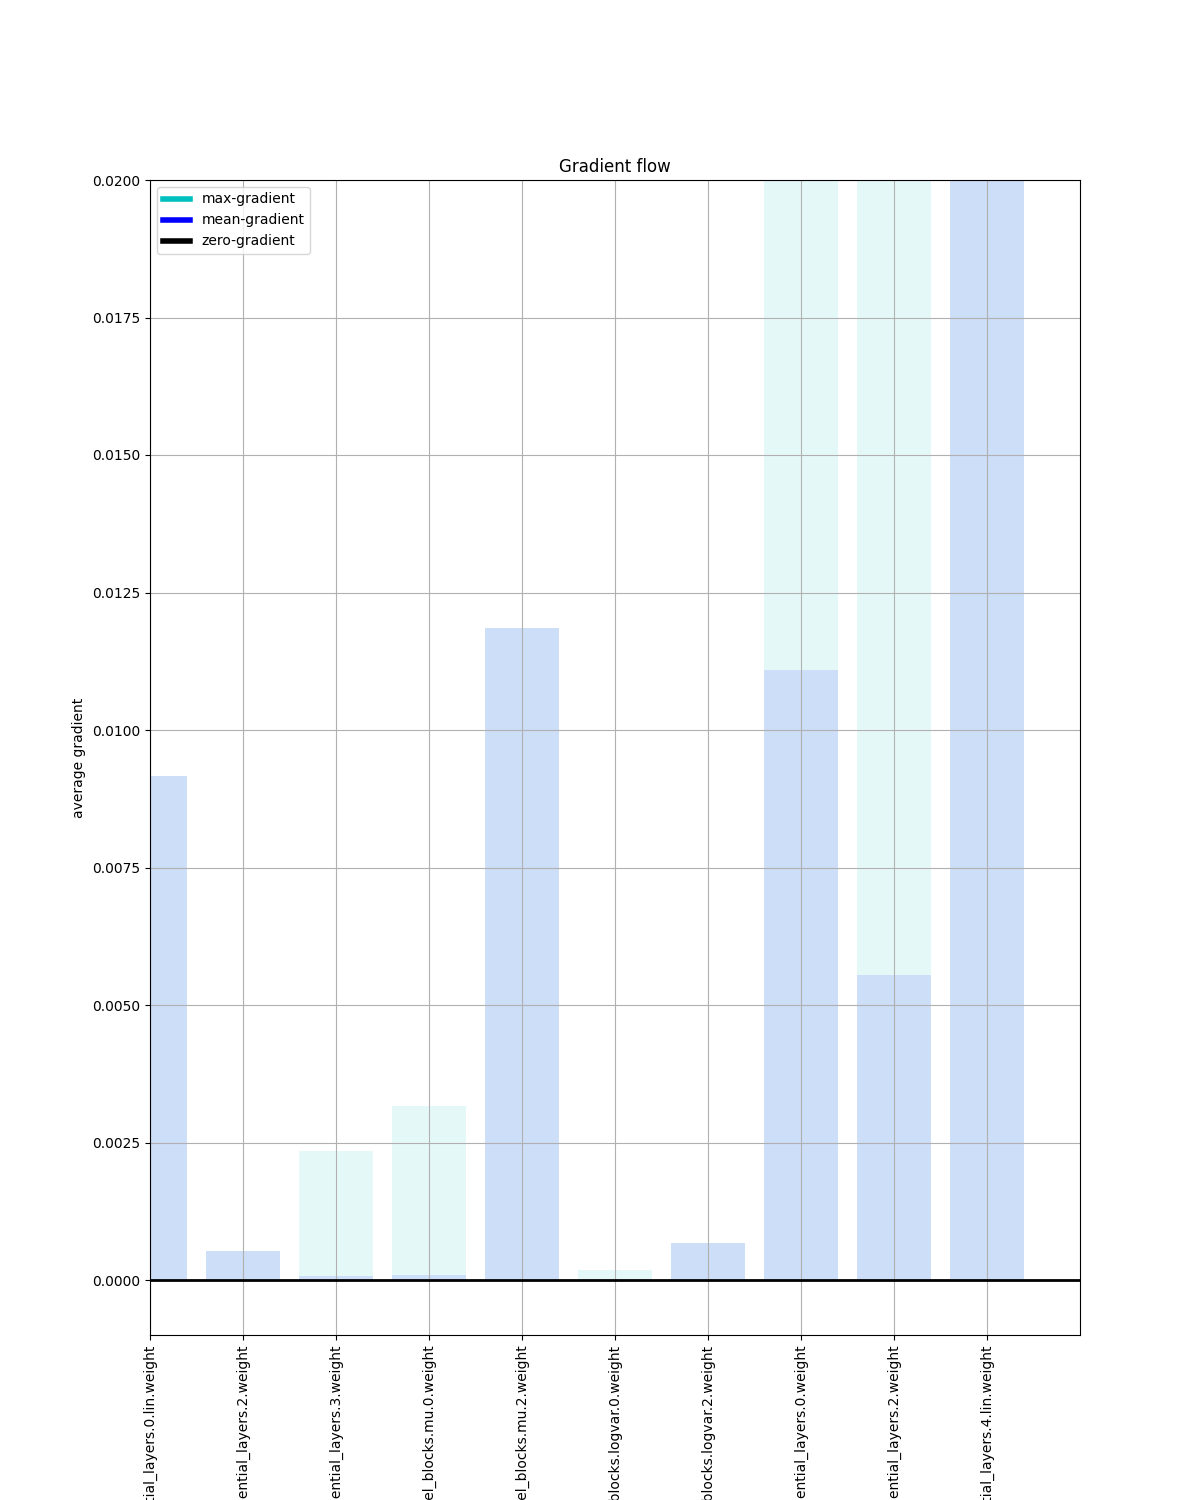 Gradient flow
max-gradient
mean-gradient
zero-gradient
0.0200
0.0175
0.0150
0.0125
0.0100
0.0075
0.0050
0.0025
0.0000
average gradient
tial_layers.0.lin.weight
ential_layers.2.weight
ential_layers.3.weight
el_blocks.mu.0.weight
el_blocks.mu.2.weight
blocks.logvar.0.weight
blocks.logvar.2.weight
ential_layers.0.weight
ential_layers.2.weight
tial_layers.4.lin.weight